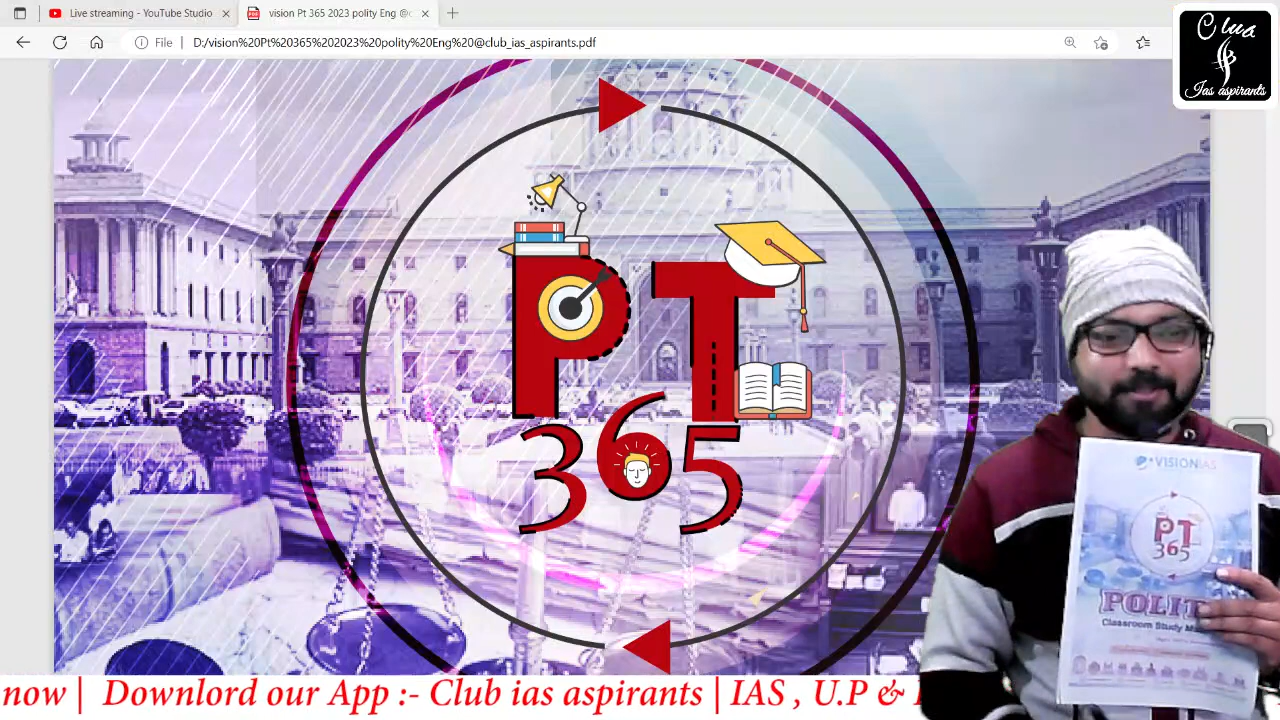 Live streaming - YouTube Studio
vision Pt 365 2023 polity Eng @c
File | D:/vision%20Pt%20365%202023%20polity%20Eng%20@club_ias_aspirants.pdf
Club
Ias aspirants
PT
365
VISIONIAS
PT
365
POLIT
Classroom Study M
now | Downlord our App :- Club ias aspirants | IAS , U.P &